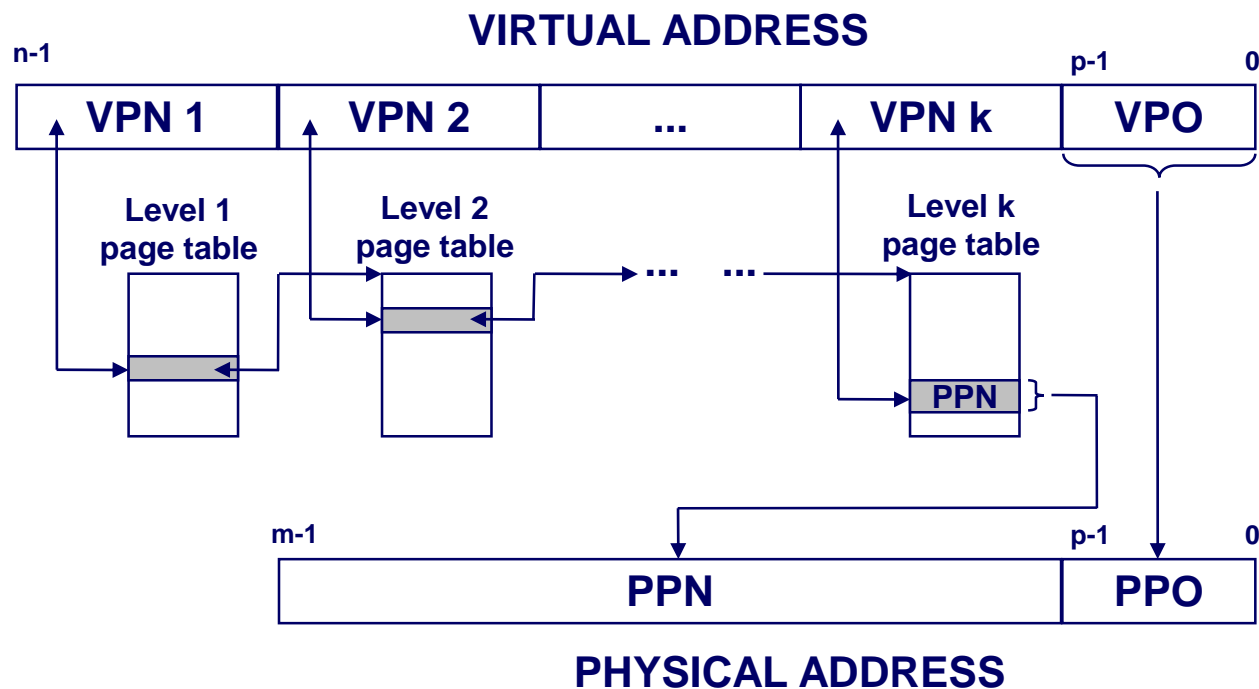 VIRTUAL ADDRESS
n-1 p-1 0
VPN 1 VPN 2 ... VPN k VPO
Level 1 Level 2 Level k
page table page table page table
... ...
PPN
m-1 p-1 0
PPN PPO
PHYSICAL ADDRESS